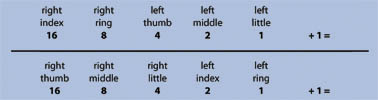 right right left left left
index ring thumb middle little
16 8 4 2 1 + 1 =
right right right left left
thumb middle little index ring
16 8 4 2 1 + 1 =